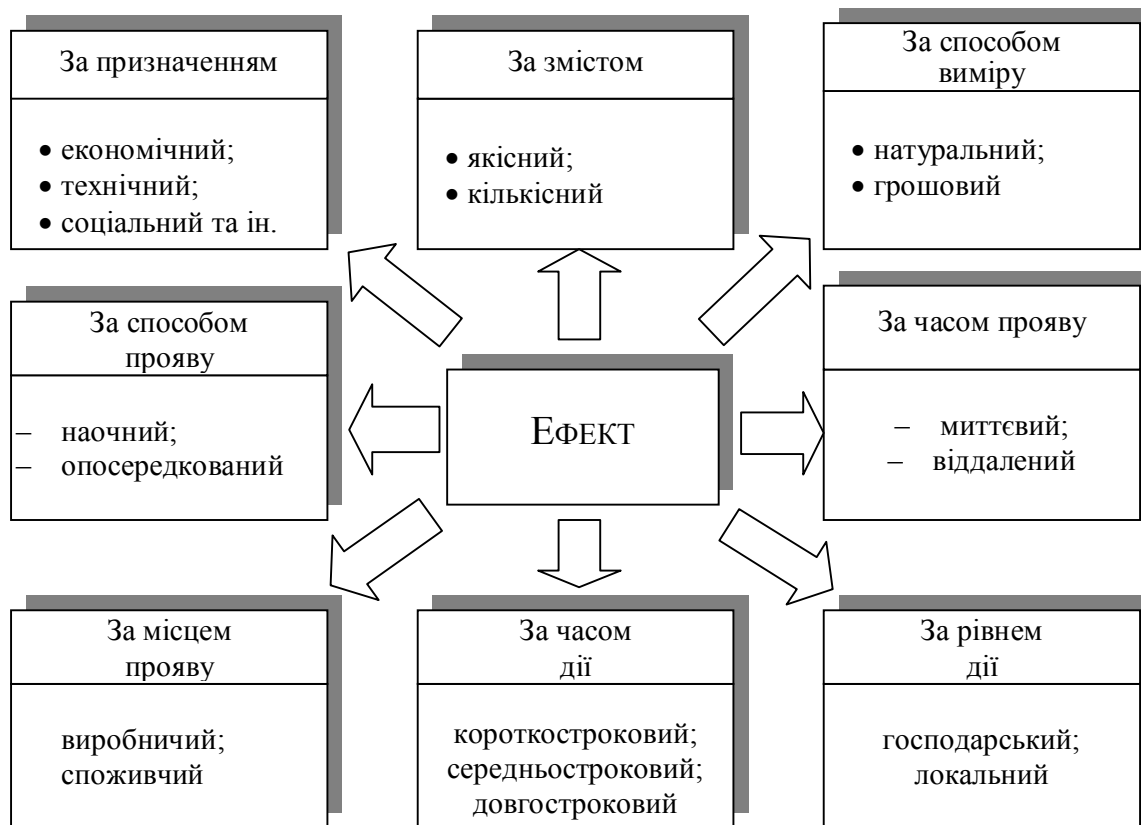 За призначенням
• економічний;
• технічний;
• соціальний та ін.
За змістом
• якісний;
• кількісний
За способом
виміру
• натуральний;
• грошовий
За способом
прояву
– наочний;
– опосередкований
ЕФЕКТ
За часом прояву
– миттєвий;
– віддалений
За місцем
прояву
виробничий;
споживчий
За часом
дії
короткостроковий;
середньостроковий;
довгостроковий
За рівнем
дії
господарський;
локальний